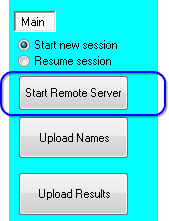 Main
Start new session
Resume session
Start Remote Server
Upload Names
Upload Results